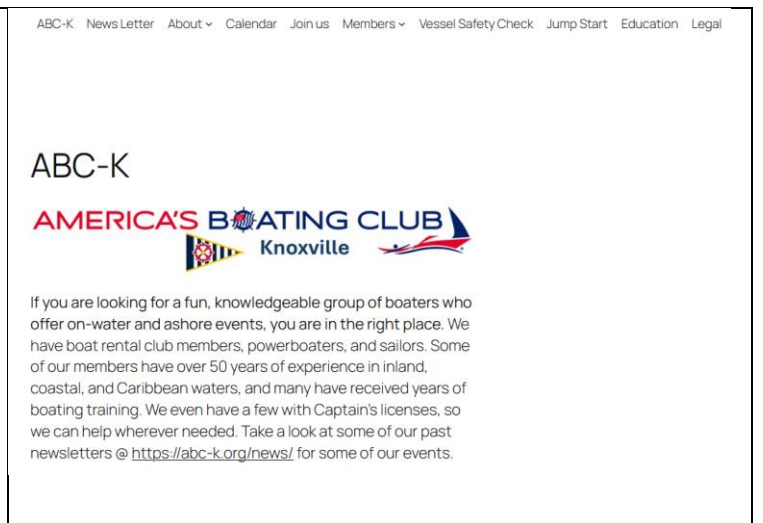 ABC-K News Letter About Calendar Join us Members Vessel Safety Check Jump Start Education Legal
ABC-K
AMERICA'S BOATING CLUB
Knoxville
If you are looking for a fun, knowledgeable group of boaters who
offer on-water and ashore events, you are in the right place. We
have boat rental club members, powerboaters, and sailors. Some
of our members have over 50 years of experience in inland,
coastal, and Caribbean waters, and many have received years of
boating training. We even have a few with Captain's licenses, so
we can help wherever needed. Take a look at some of our past
newsletters @ https://abc-k.org/news/ for some of our events.